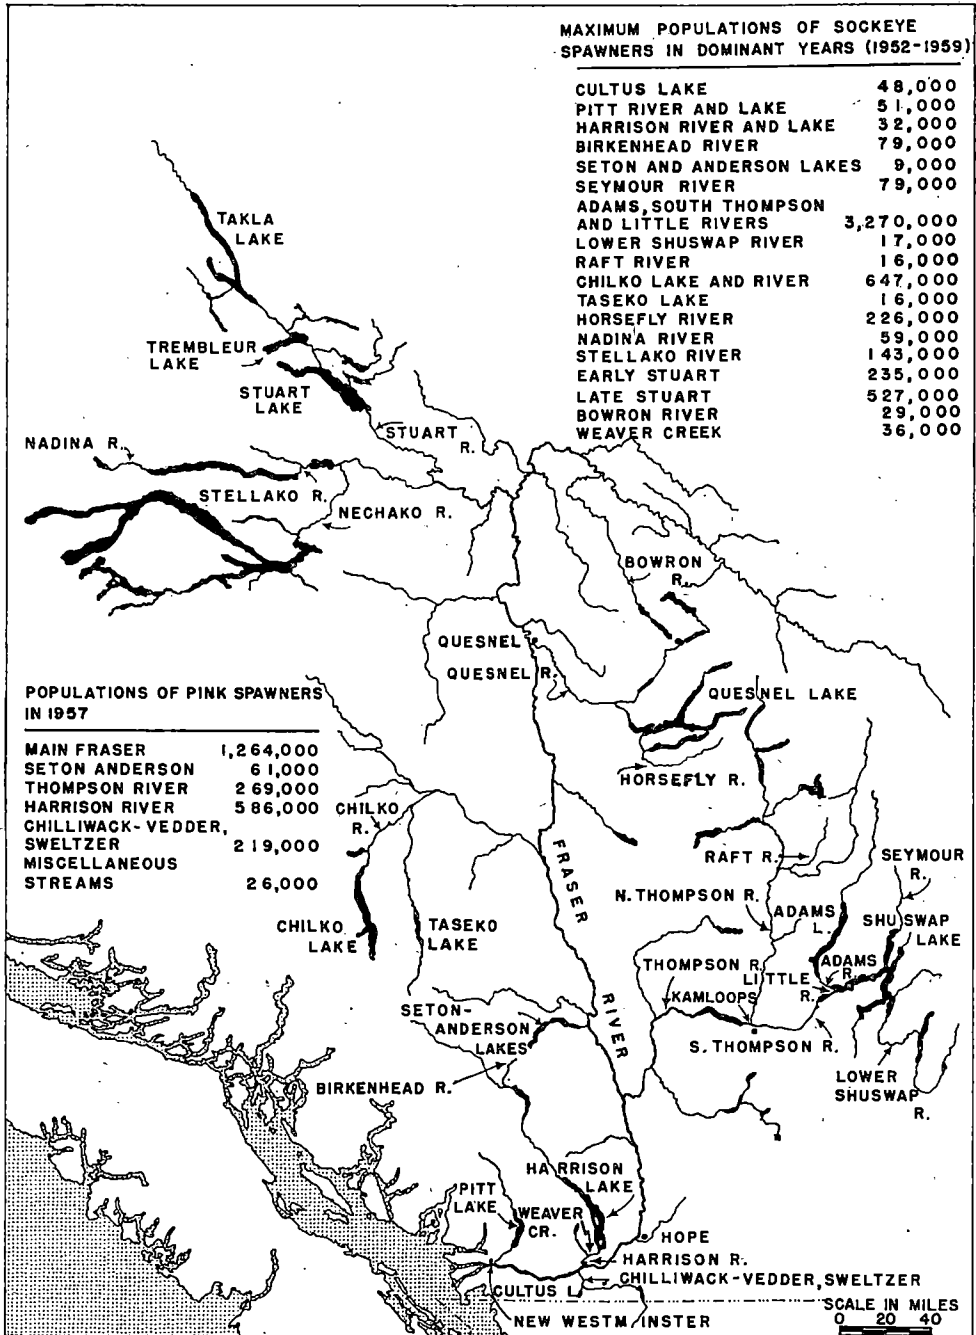 MAXIMUM POPULATIONS OF SOCKEYE
SPAWNERS IN DOMINANT YEARS (1952-1959)
CULTUS LAKE 48,000
PITT RIVER AND LAKE 51,000
HARRISON RIVER AND LAKE 32,000
BIRKENHEAD RIVER 79,000
SETON AND ANDERSON LAKES 9,000
SEYMOUR RIVER 79,000
ADAMS, SOUTH THOMPSON
AND LITTLE RIVERS 3,270,000
LOWER SHUSWAP RIVER 17,000
RAFT RIVER 16,000
CHILKO LAKE AND RIVER 647,000
TASEKO LAKE 16,000
HORSEFLY RIVER 226,000
NADINA RIVER 59,000
STELLAKO RIVER 143,000
EARLY STUART 235,000
LATE STUART 527,000
BOWRON RIVER 29,000
WEAVER CREEK 36,000
TAKLA
LAKE
TREMBLEUR
LAKE
STUART
LAKE
STUART
R.
NADINA R.
STELLAKO R.
NECHAKO R.
BOWRON
R.
QUESNEL
QUESNEL R.
QUESNEL LAKE
HORSEFLY R.
POPULATIONS OF PINK SPAWNERS
IN 1957
MAIN FRASER 1,264,000
SETON ANDERSON 61,000
THOMPSON RIVER 269,000
HARRISON RIVER 586,000
CHILLIWACK-VEDDER,
SWELTZER 219,000
MISCELLANEOUS
STREAMS 26,000
CHILKO
R.
CHILKO
LAKE
TASEKO
LAKE
FRASER
RIVER
RAFT R.
SEYMOUR
R.
N. THOMPSON R.
ADAMS
L.
SHUSWAP
LAKE
THOMPSON R.
ADAMS
R.
LITTLE
R.
KAMLOOPS
S. THOMPSON R.
LOWER
SHUSWAP
R.
SETON-
ANDERSON
LAKES
BIRKENHEAD R.
HARRISON
LAKE
PITT
LAKE
WEAVER
CR.
HOPE
HARRISON R.
CHILLIWACK-VEDDER, SWELTZER
CULTUS L.
NEW WESTMINSTER
SCALE IN MILES
0 20 40